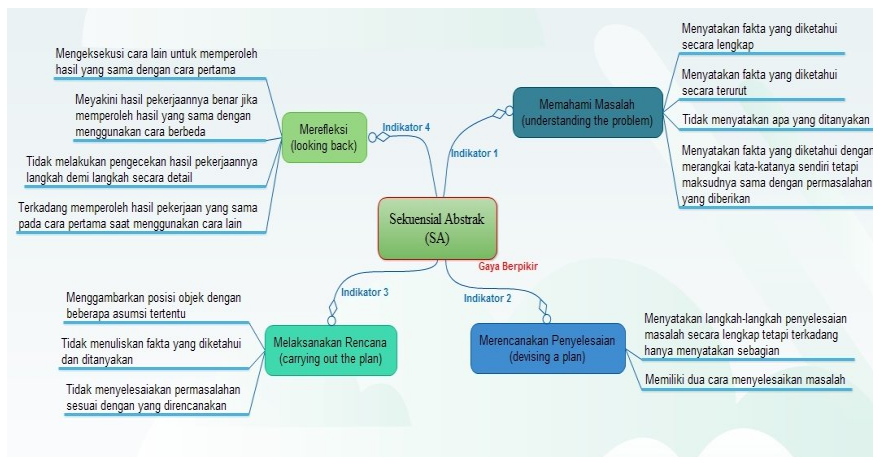 Sekuensial Abstrak
(SA)
Gaya Berpikir
Indikator 1
Memahami Masalah
(understanding the problem)
Menyatakan fakta yang diketahui
secara lengkap
Menyatakan fakta yang diketahui
secara terurut
Tidak menyatakan apa yang ditanyakan
Menyatakan fakta yang diketahui dengan
merangkai kata-katanya sendiri tetapi
maksudnya sama dengan permasalahan
yang diberikan
Indikator 2
Merencanakan Penyelesaian
(devising a plan)
Menyatakan langkah-langkah penyelesaian
masalah secara lengkap tetapi terkadang
hanya menyatakan sebagian
Memiliki dua cara menyelesaikan masalah
Indikator 3
Melaksanakan Rencana
(carrying out the plan)
Menggambarkan posisi objek dengan
beberapa asumsi tertentu
Tidak menuliskan fakta yang diketahui
dan ditanyakan
Tidak menyelesaiakan permasalahan
sesuai dengan yang direncanakan
Indikator 4
Merefleksi
(looking back)
Mengeksekusi cara lain untuk memperoleh
hasil yang sama dengan cara pertama
Meyakini hasil pekerjaannya benar jika
memperoleh hasil yang sama dengan
menggunakan cara berbeda
Tidak melakukan pengecekan hasil pekerjaannya
langkah demi langkah secara detail
Terkadang memperoleh hasil pekerjaan yang sama
pada cara pertama saat menggunakan cara lain